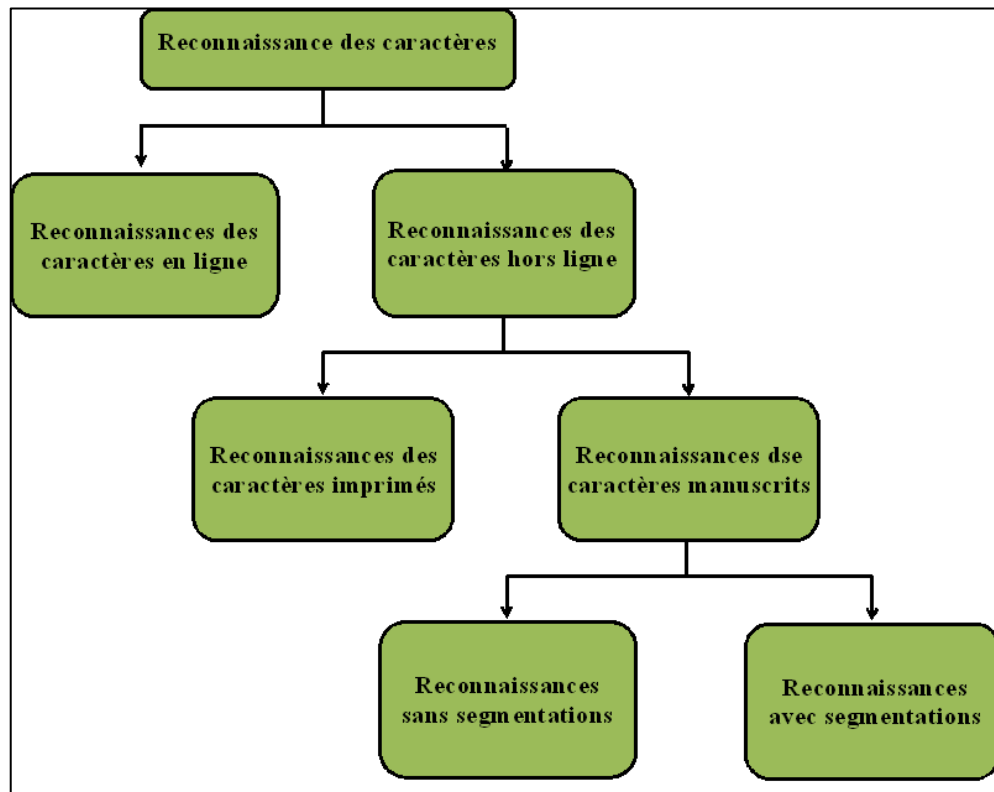 Reconnaissance des caractères
Reconnaissances des
caractères en ligne
Reconnaissances des
caractères hors ligne
Reconnaissances des
caractères imprimés
Reconnaissances dse
caractères manuscrits
Reconnaissances
sans segmentations
Reconnaissances
avec segmentations